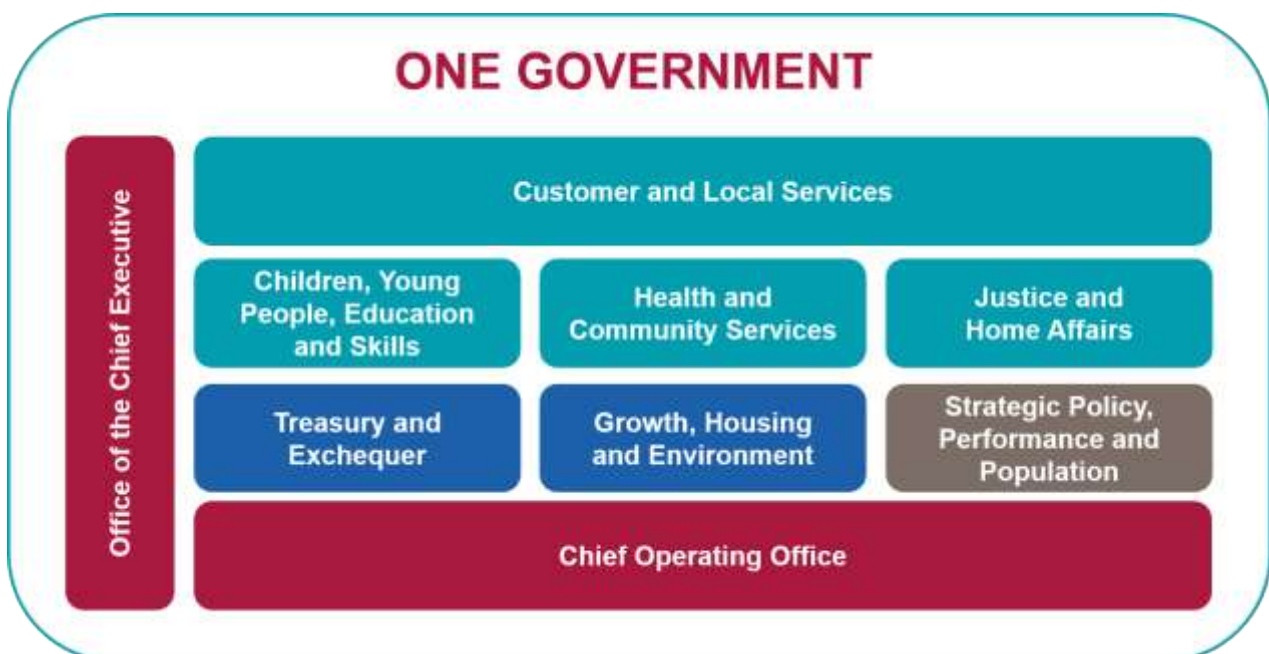 ONE GOVERNMENT
Office of the Chief Executive
Customer and Local Services
Children, Young
People, Education
and Skills
Health and
Community Services
Justice and
Home Affairs
Treasury and
Exchequer
Growth, Housing
and Environment
Strategic Policy,
Performance and
Population
Chief Operating Office